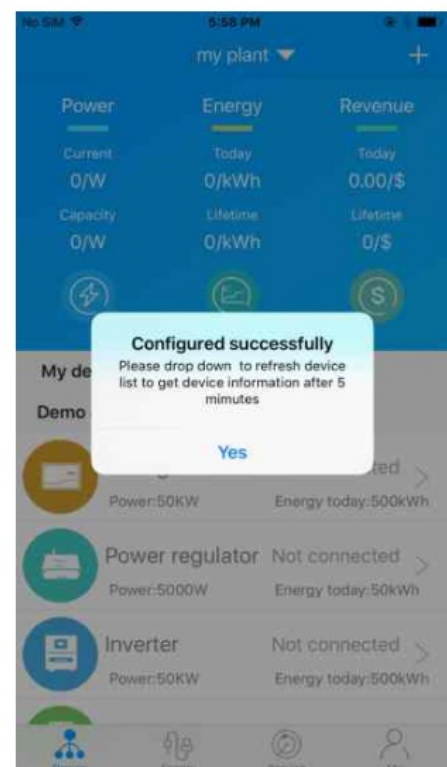 No SIM 5:58 PM
my plant
Power Energy Revenue
Current Today Today
0/W 0/kWh 0.00/$
Capacity Lifetime Lifetime
0/W 0/kWh 0/$
Configured successfully
Please drop down to refresh device
list to get device information after 5
mimutes
Yes
My de
Demo
Power:50KW Energy today:500kWh
Power regulator Not connected
Power:5000W Energy today:50kWh
Inverter Not connected
Power:50KW Energy today:500kWh